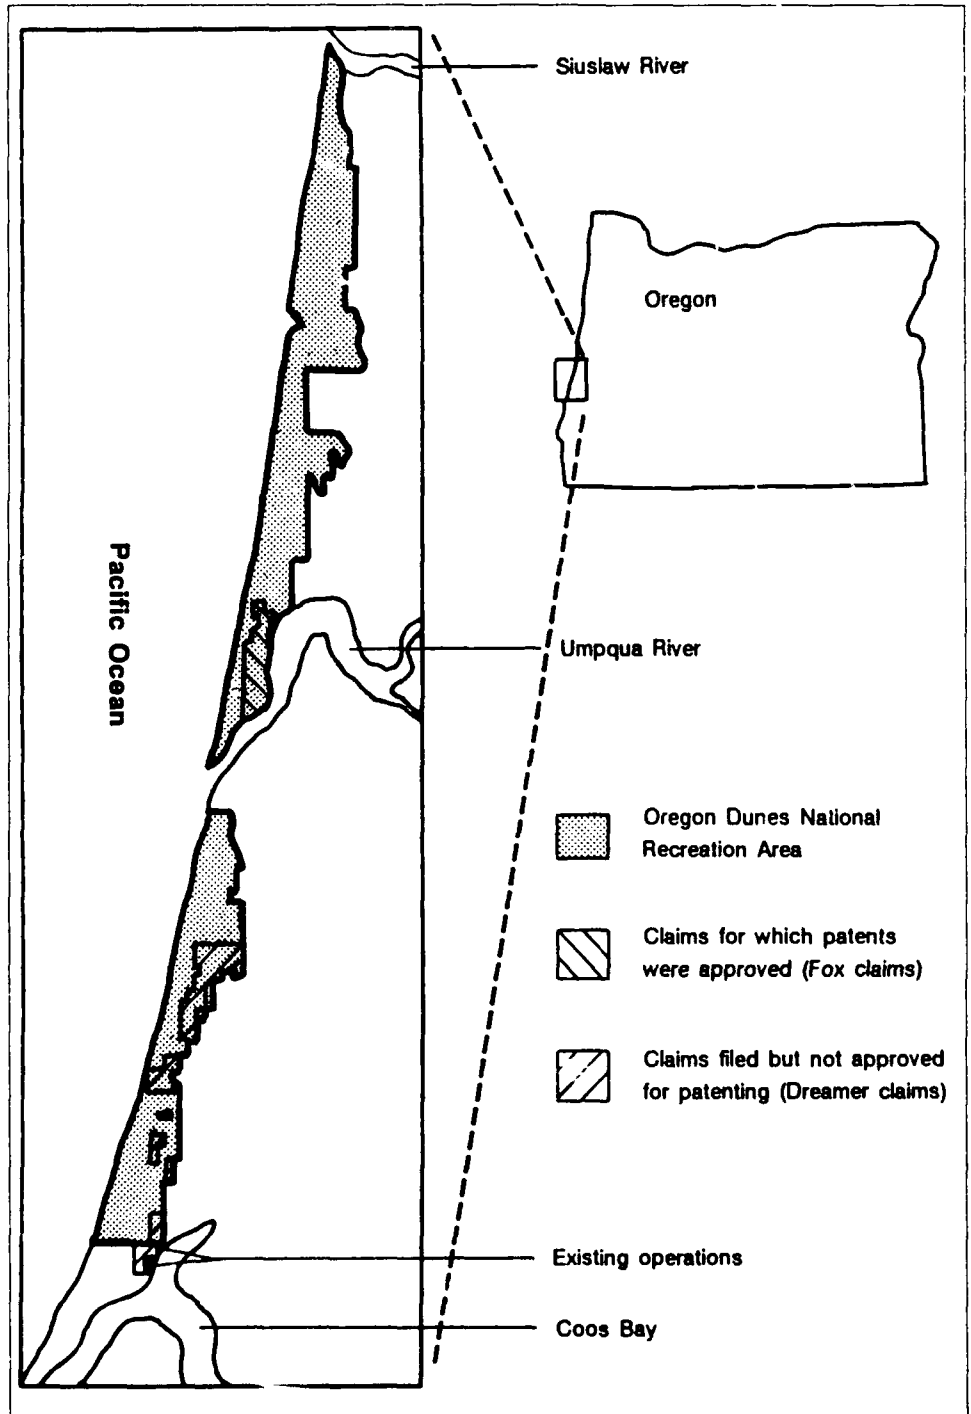 Siuslaw River
Oregon
Pacific Ocean
Umpqua River
Oregon Dunes National
Recreation Area
Claims for which patents
were approved (Fox claims)
Claims filed but not approved
for patenting (Dreamer claims)
Existing operations
Coos Bay